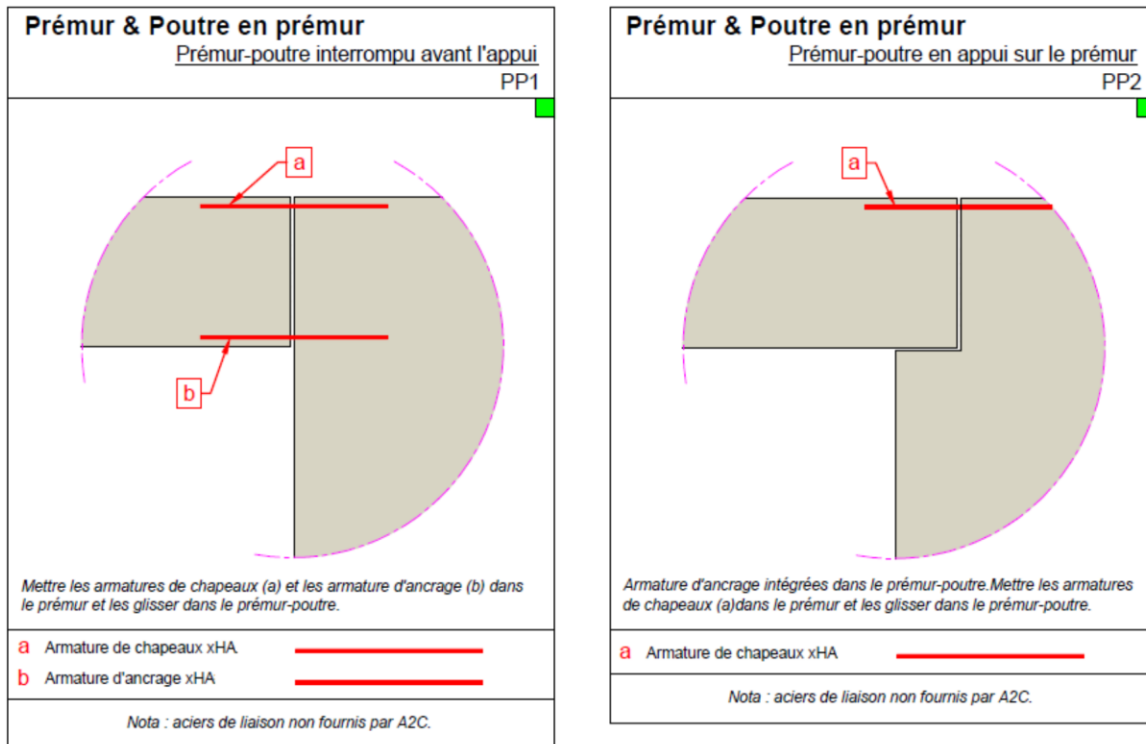 Prémur & Poutre en prémur
Prémur-poutre interrompu avant l'appui
PP1
a
b
Mettre les armatures de chapeaux (a) et les armature d'ancrage (b) dans
le prémur et les glisser dans le prémur-poutre.
a Armature de chapeaux xHA
b Armature d'ancrage xHA
Nota : aciers de liaison non fournis par A2C.
Prémur & Poutre en prémur
Prémur-poutre en appui sur le prémur
PP2
a
Armature d'ancrage intégrées dans le prémur-poutre.Mettre les armatures
de chapeaux (a)dans le prémur et les glisser dans le prémur-poutre.
a Armature de chapeaux xHA
Nota : aciers de liaison non fournis par A2C.